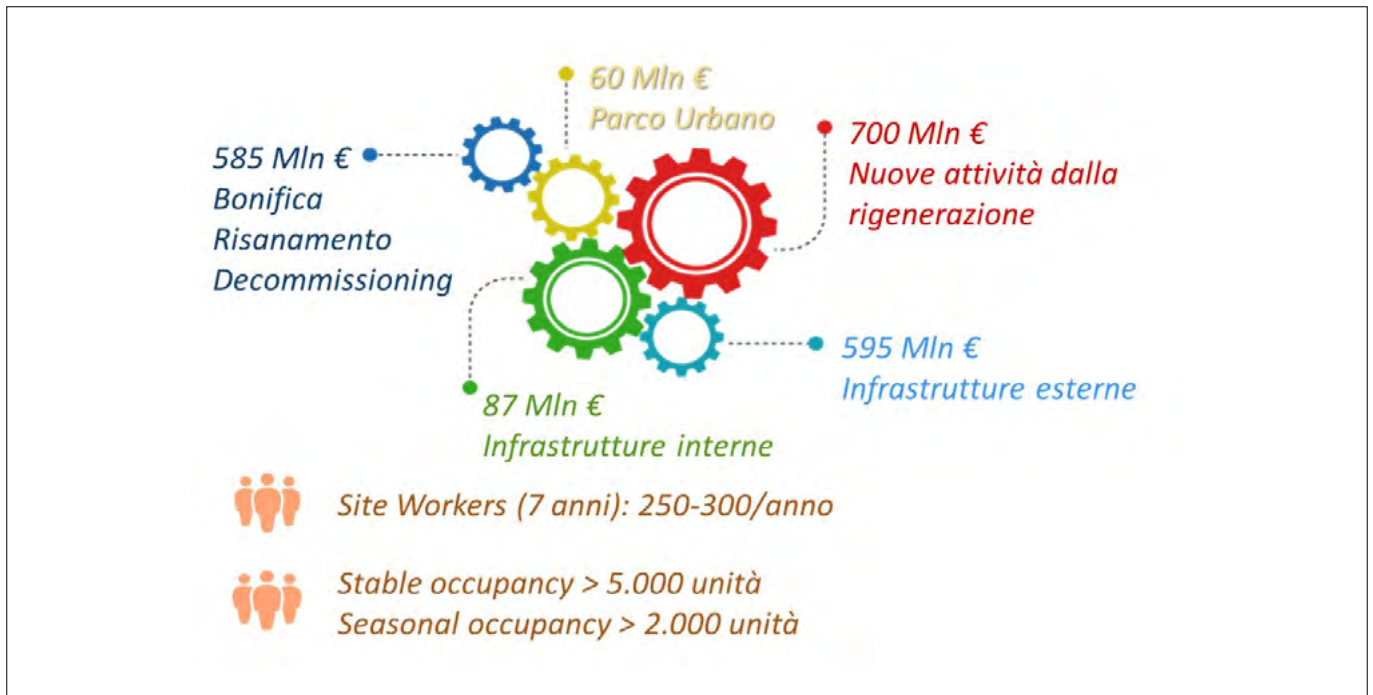 60 Mln €
Parco Urbano
700 Mln €
Nuove attività dalla
rigenerazione
585 Mln €
Bonifica
Risanamento
Decommissioning
595 Mln €
Infrastrutture esterne
87 Mln €
Infrastrutture interne
Site Workers (7 anni): 250-300/anno
Stable occupancy > 5.000 unità
Seasonal occupancy > 2.000 unità